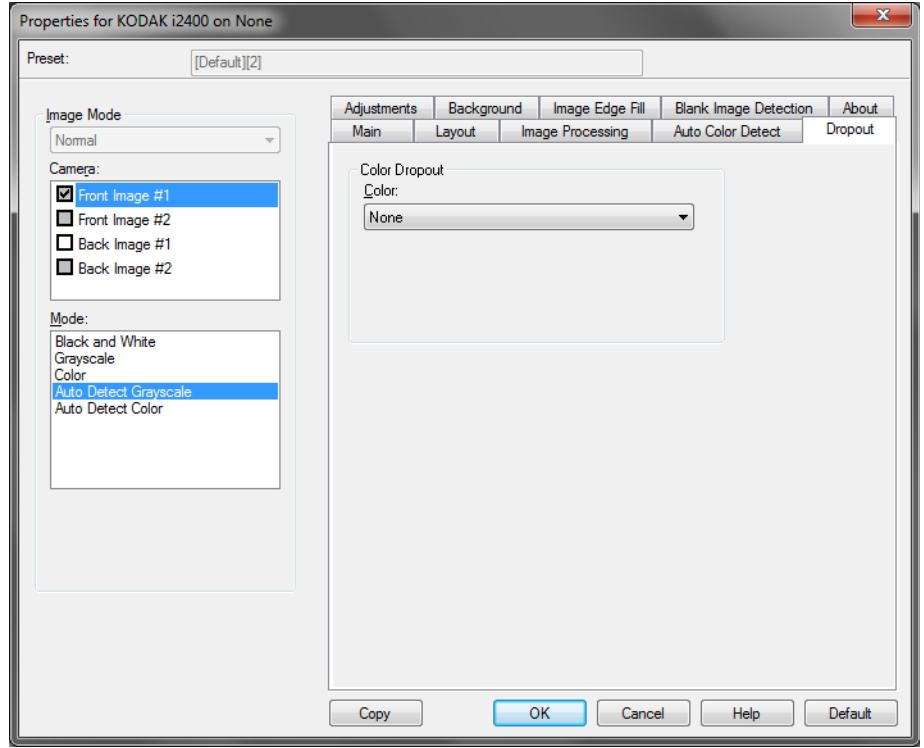 Properties for KODAK i2400 on None
Preset:
[Default][2]
Image Mode
Normal
Camera:
Front Image #1
Front Image #2
Back Image #1
Back Image #2
Mode:
Black and White
Grayscale
Color
Auto Detect Grayscale
Auto Detect Color
Adjustments Background Image Edge Fill Blank Image Detection About
Main Layout Image Processing Auto Color Detect Dropout
Color Dropout
Color:
None
Copy OK Cancel Help Default